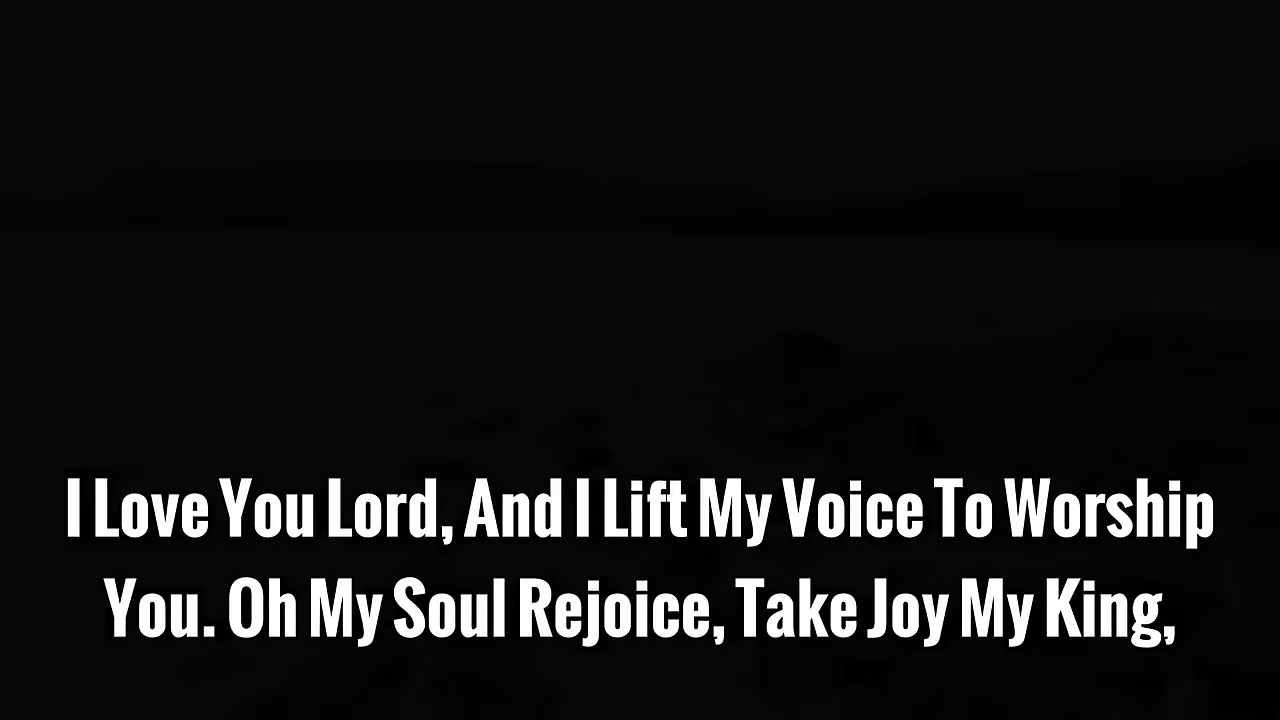 I Love You Lord, And I Lift My Voice To Worship
You. Oh My Soul Rejoice, Take Joy My King,